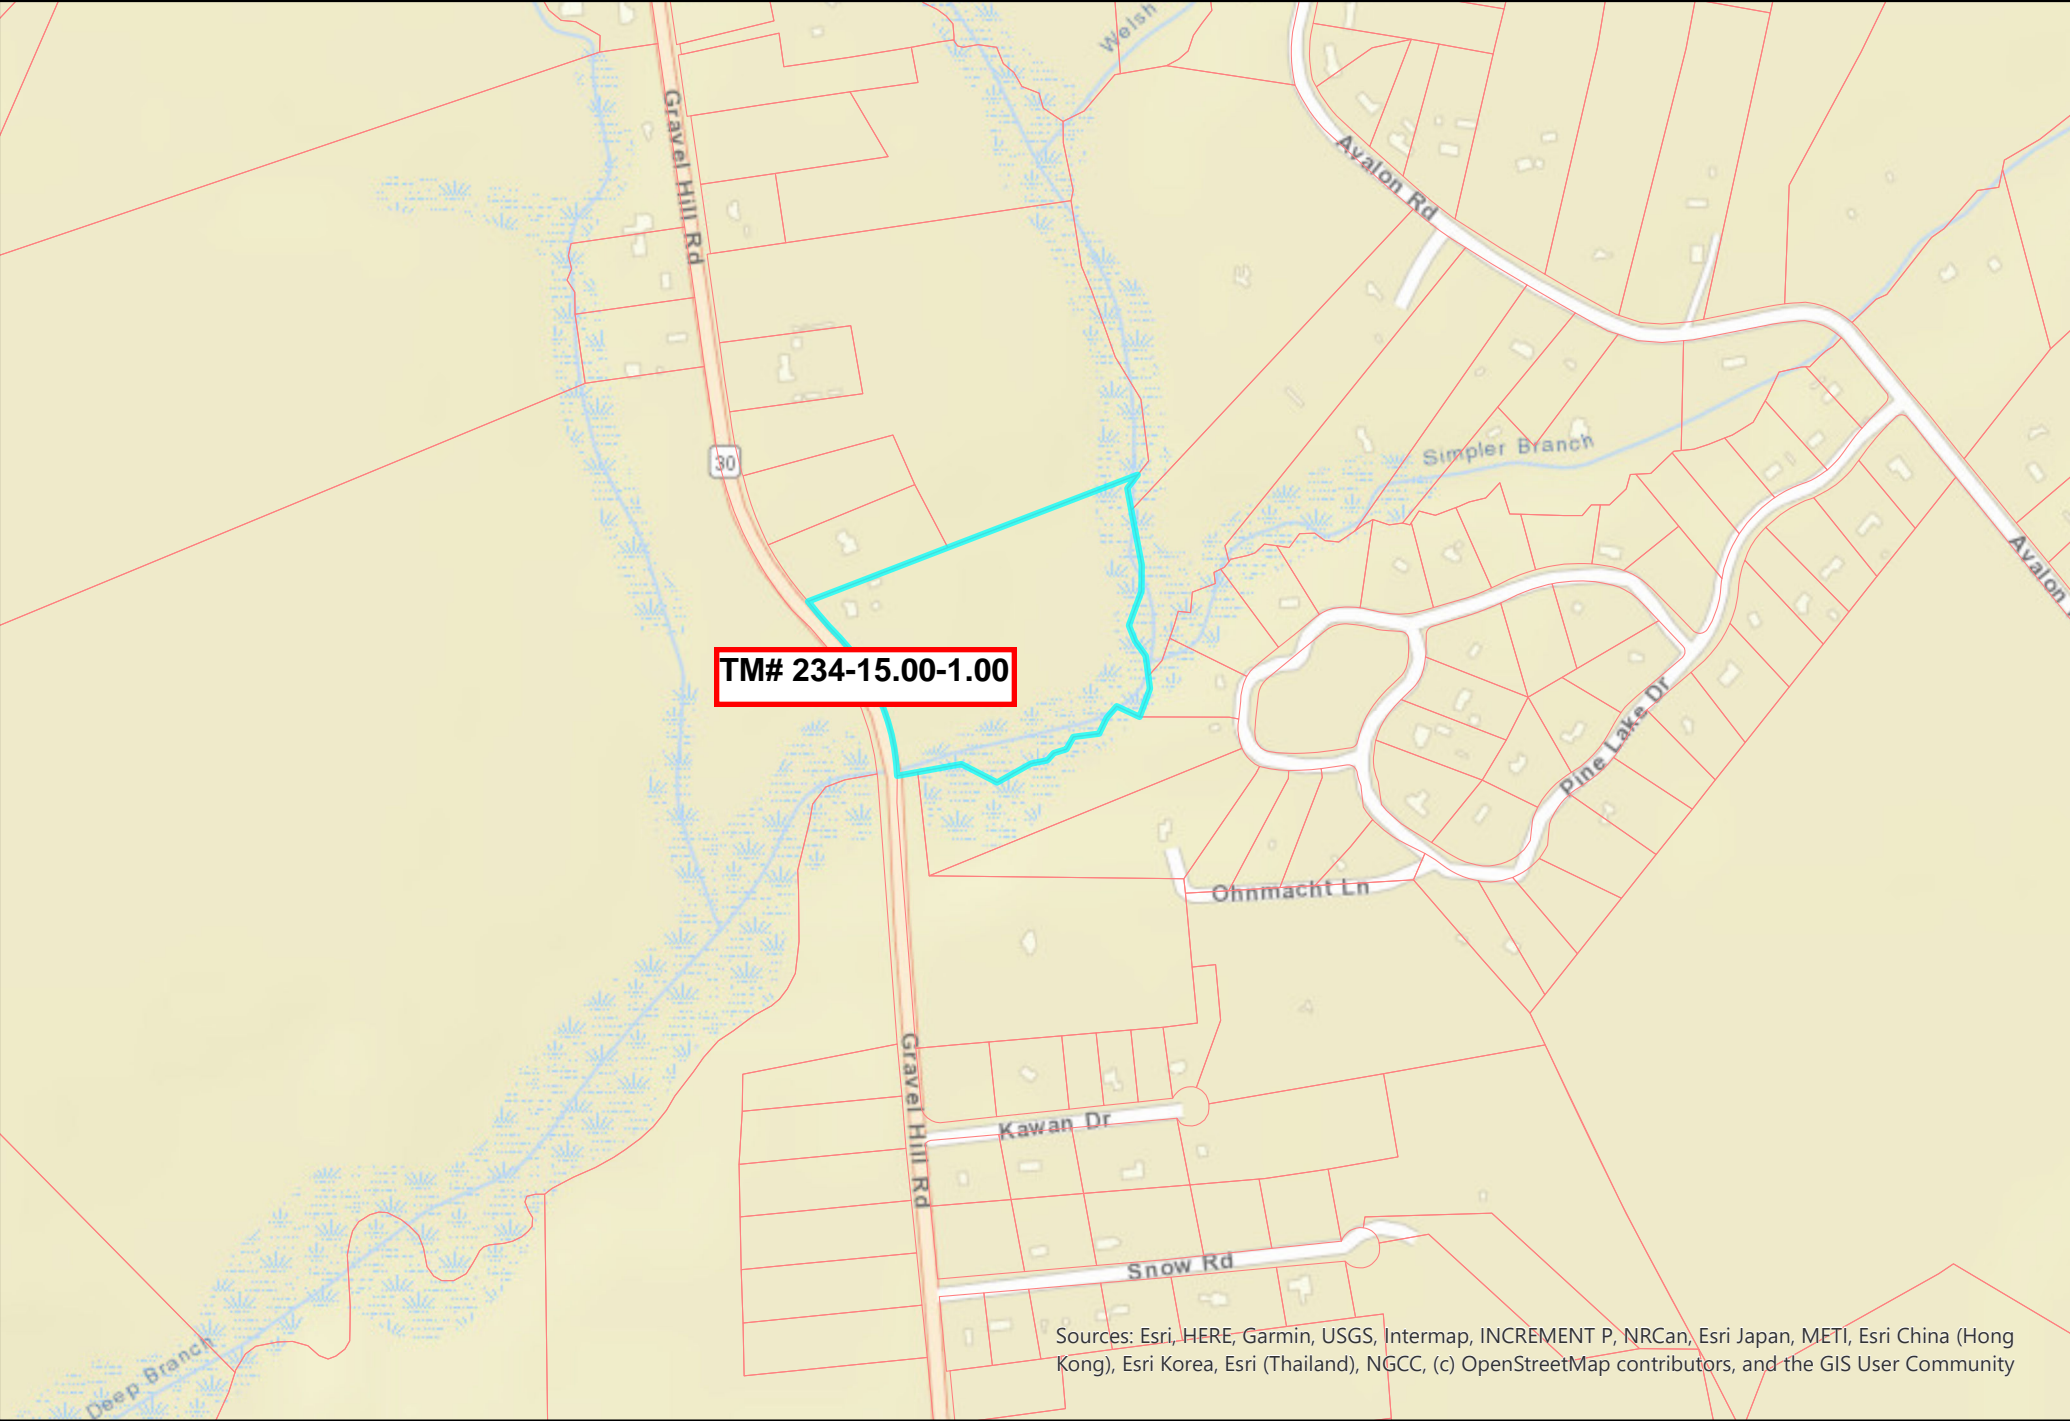 Welsh
Gravel Hill Rd
Avalon Rd
30
Simpler Branch
Avalon
TM# 234-15.00-1.00
Pine Lake Dr
Ohnmacht Ln
Gravel Hill Rd
Kawan Dr
Snow Rd
Deep Branch
Sources: Esri, HERE, Garmin, USGS, Intermap, INCREMENT P, NRCan, Esri Japan, METI, Esri China (Hong
Kong), Esri Korea, Esri (Thailand), NGCC, (c) OpenStreetMap contributors, and the GIS User Community